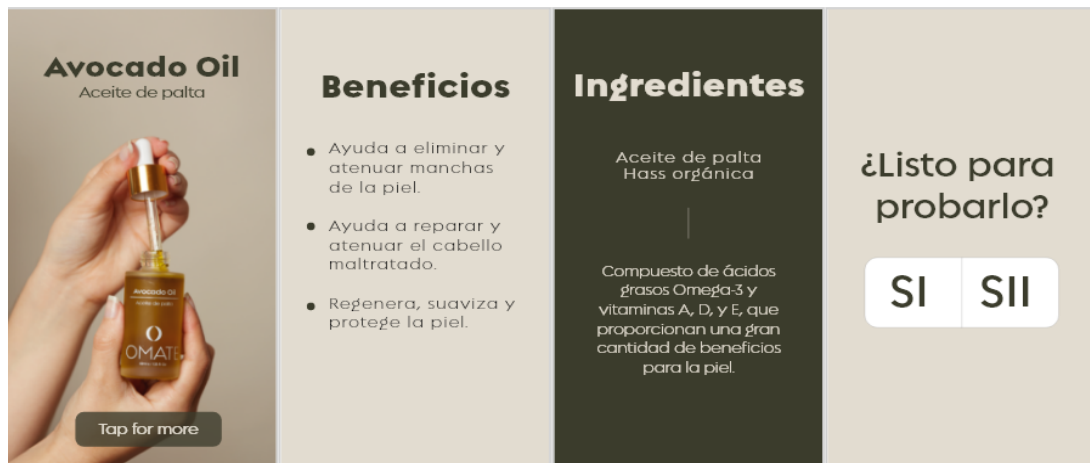 Avocado Oil
Aceite de palta
Avocado Oil
Aceite de palta
OMATE
Tap for more
Beneficios
Ayuda a eliminar y
atenuar manchas
de la piel.
Ayuda a reparar y
atenuar el cabello
maltratado.
Regenera, suaviza y
protege la piel.
Ingredientes
Aceite de palta
Hass orgánica
Compuesto de ácidos
grasos Omega-3 y
vitaminas A, D, y E, que
proporcionan una gran
cantidad de beneficios
para la piel.
¿Listo para
probarlo?
SI
SII